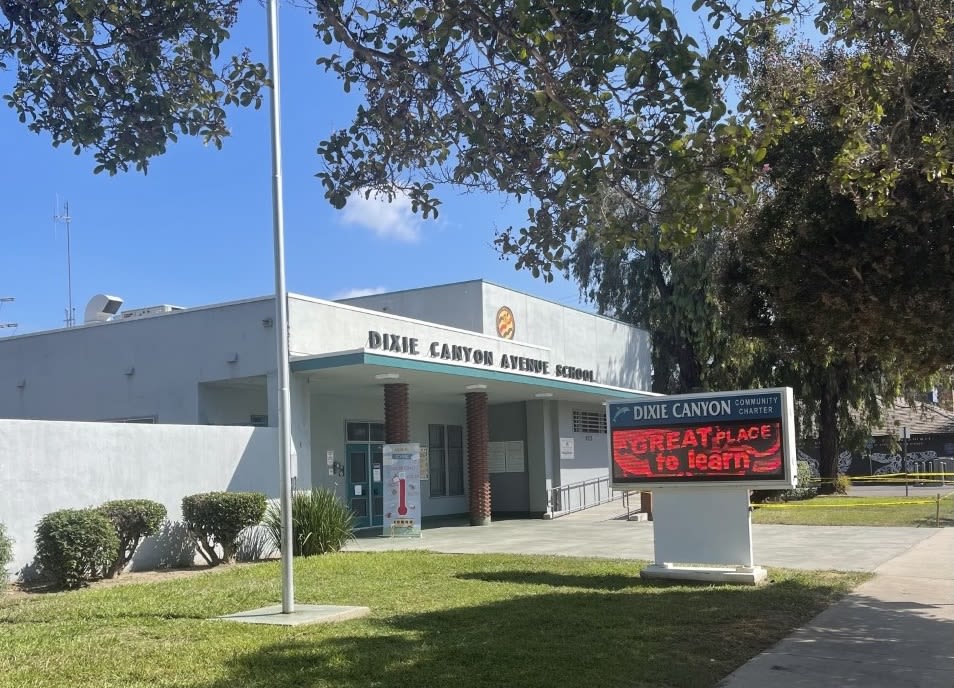 DIXIE CANYON AVENUE SCHOOL
DIXIE CANYON
COMMUNITY
CHARTER
GREAT PLACE
to learn